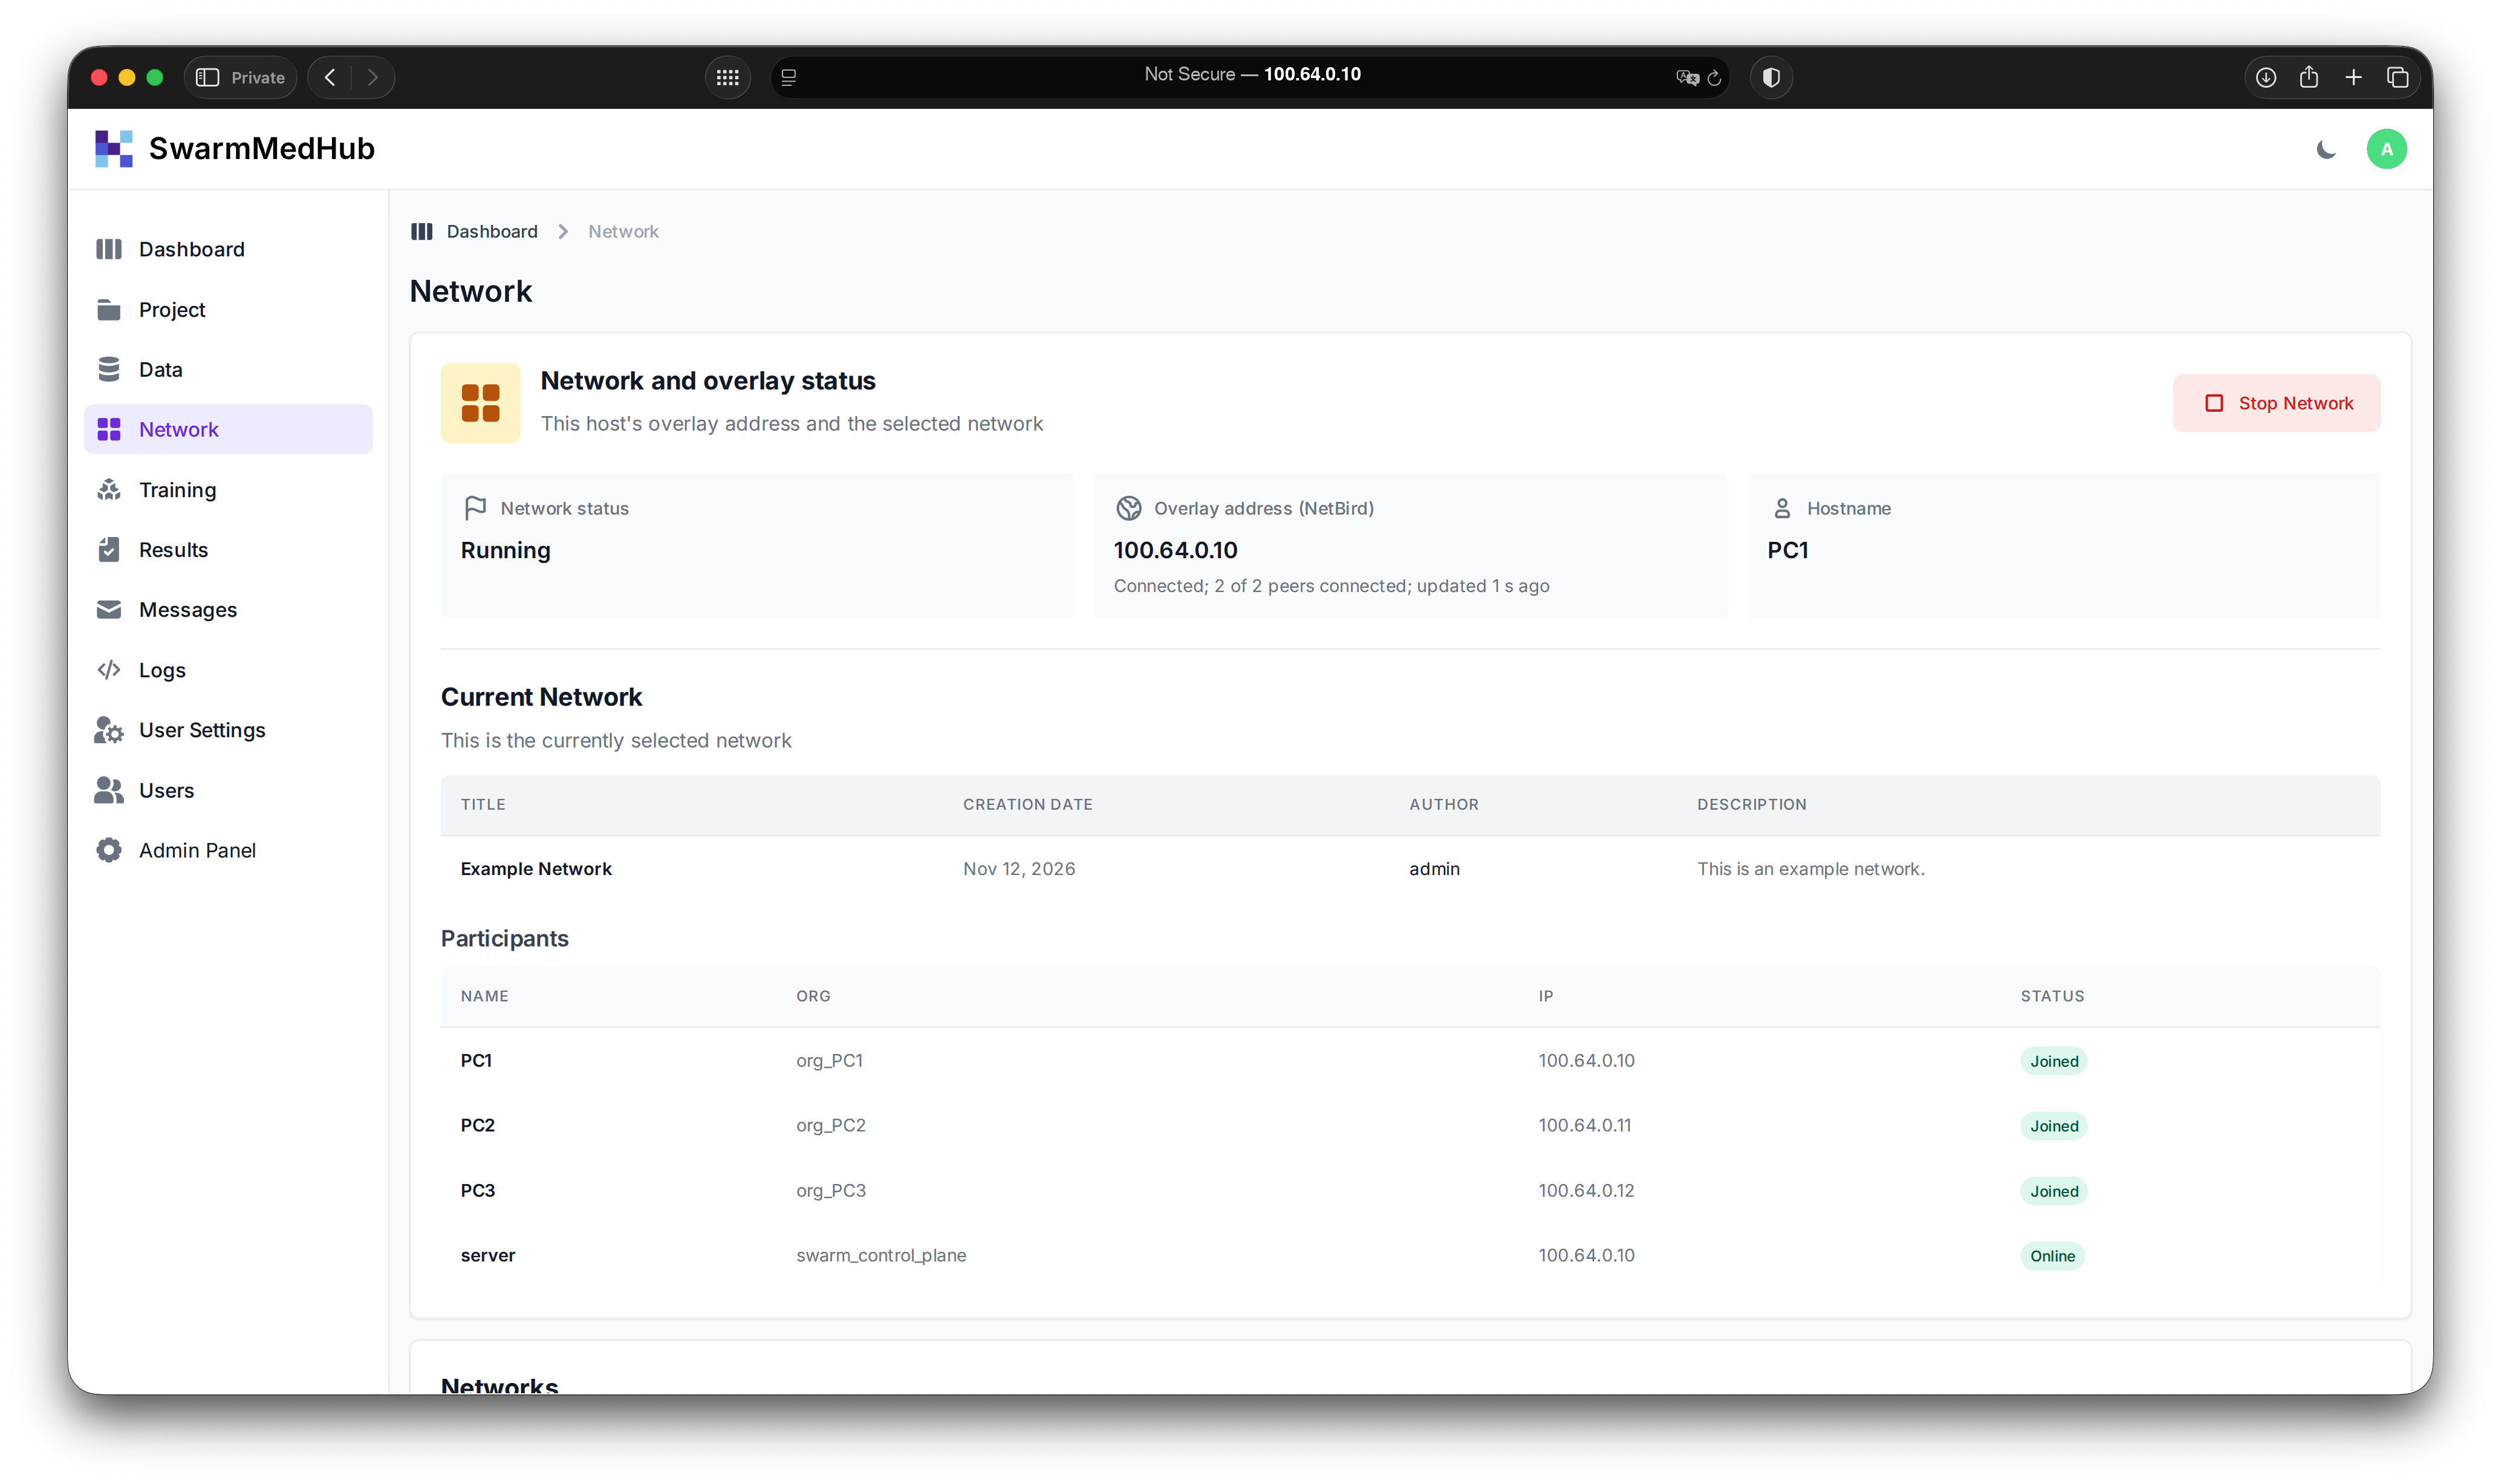 Private
Not Secure — 100.64.0.10
SwarmMedHub
A
Dashboard
Project
Data
Network
Training
Results
Messages
Logs
User Settings
Users
Admin Panel
Dashboard > Network
Network
Network and overlay status
This host's overlay address and the selected network
Stop Network
Network status
Running
Overlay address (NetBird)
100.64.0.10
Connected; 2 of 2 peers connected; updated 1 s ago
Hostname
PC1
Current Network
This is the currently selected network
TITLE CREATION DATE AUTHOR DESCRIPTION
Example Network Nov 12, 2026 admin This is an example network.
Participants
NAME ORG IP STATUS
PC1 org_PC1 100.64.0.10 Joined
PC2 org_PC2 100.64.0.11 Joined
PC3 org_PC3 100.64.0.12 Joined
server swarm_control_plane 100.64.0.10 Online
Networks